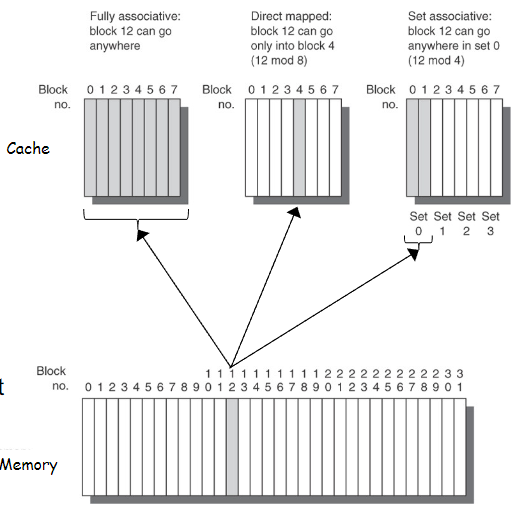 Fully associative:
block 12 can go
anywhere
Direct mapped:
block 12 can go
only into block 4
(12 mod 8)
Set associative:
block 12 can go
anywhere in set 0
(12 mod 4)
Block
no.
0 1 2 3 4 5 6 7
Block
no.
0 1 2 3 4 5 6 7
Block
no.
0 1 2 3 4 5 6 7
Cache
Set Set Set Set
0 1 2 3
Block
no.
0 1 2 3 4 5 6 7 8 9 10 11 12 13 14 15 16 17 18 19 20 21 22 23 24 25 26 27 28 29 30 31
t
Memory